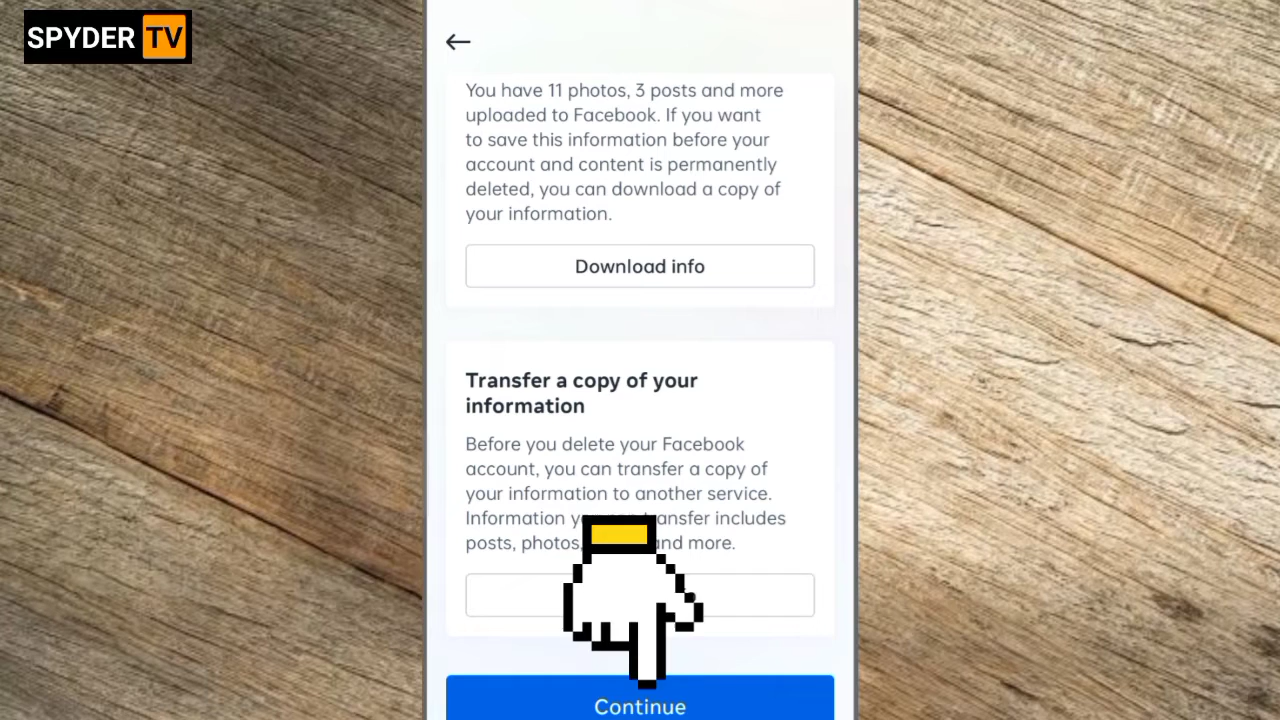 SPYDER TV
You have 11 photos, 3 posts and more
uploaded to Facebook. If you want
to save this information before your
account and content is permanently
deleted, you can download a copy of
your information.
Download info
Transfer a copy of your
information
Before you delete your Facebook
account, you can transfer a copy of
your information to another service.
Information transfer includes
posts, photos, and more.
Continue